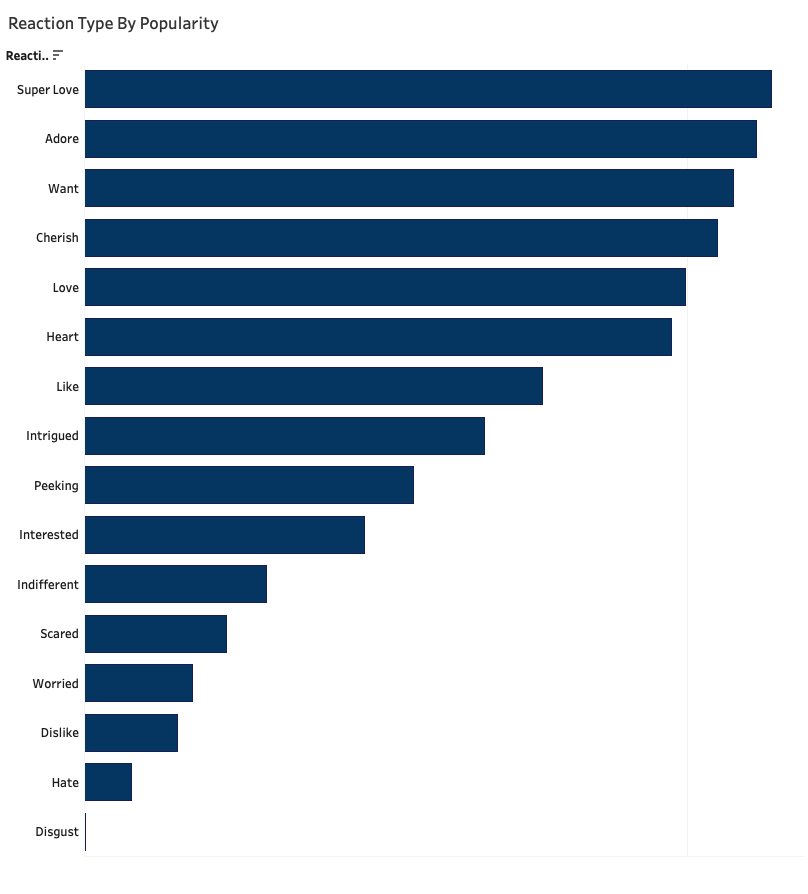 Reaction Type By Popularity
Reacti..
Super Love
Adore
Want
Cherish
Love
Heart
Like
Intrigued
Peeking
Interested
Indifferent
Scared
Worried
Dislike
Hate
Disgust